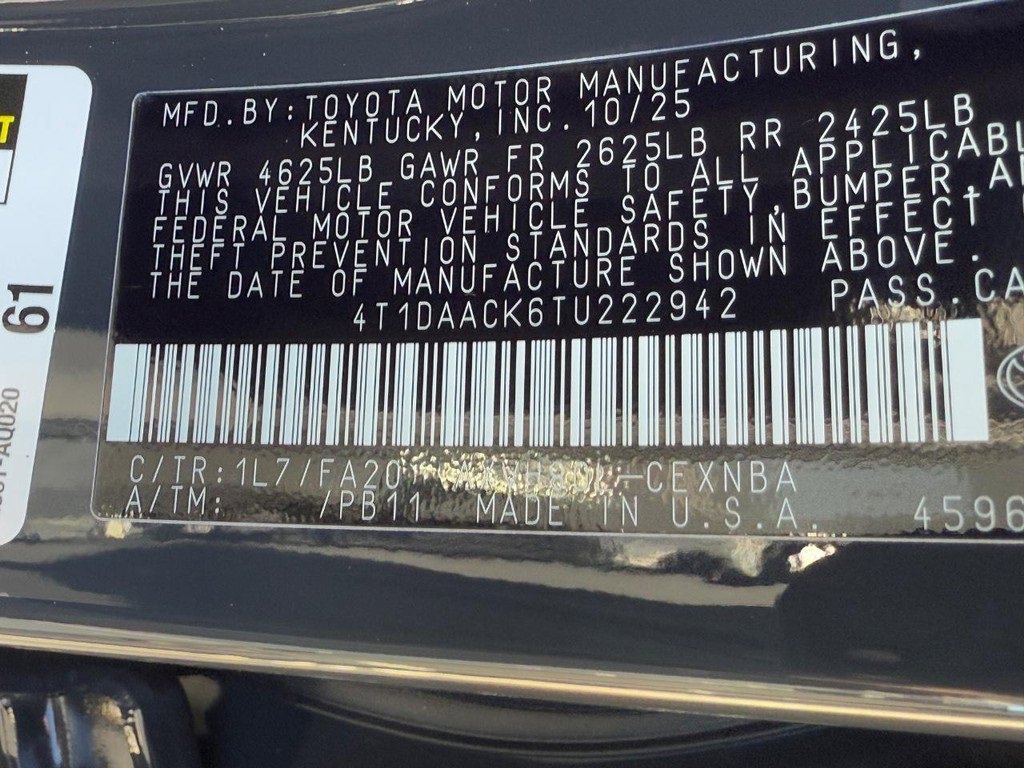 MFD.BY:TOYOTA MOTOR MANUFACTURING,
KENTUCKY,INC.10/25
GVWR 4625LB GAWR FR 2625LB RR 2425LB
THIS VEHICLE CONFORMS TO ALL APPLICABL
FEDERAL MOTOR VEHICLE SAFETY,BUMPER,A
THEFT PREVENTION STANDARDS IN EFFECT
THE DATE OF MANUFACTURE SHOWN ABOVE.
4T1DAACK6TU222942 PASS.CA
C/TR:1L7/FA20 -CEXNBA
A/TM: /PB11 MADE IN U.S.A. 4596
T
61
-AQ020